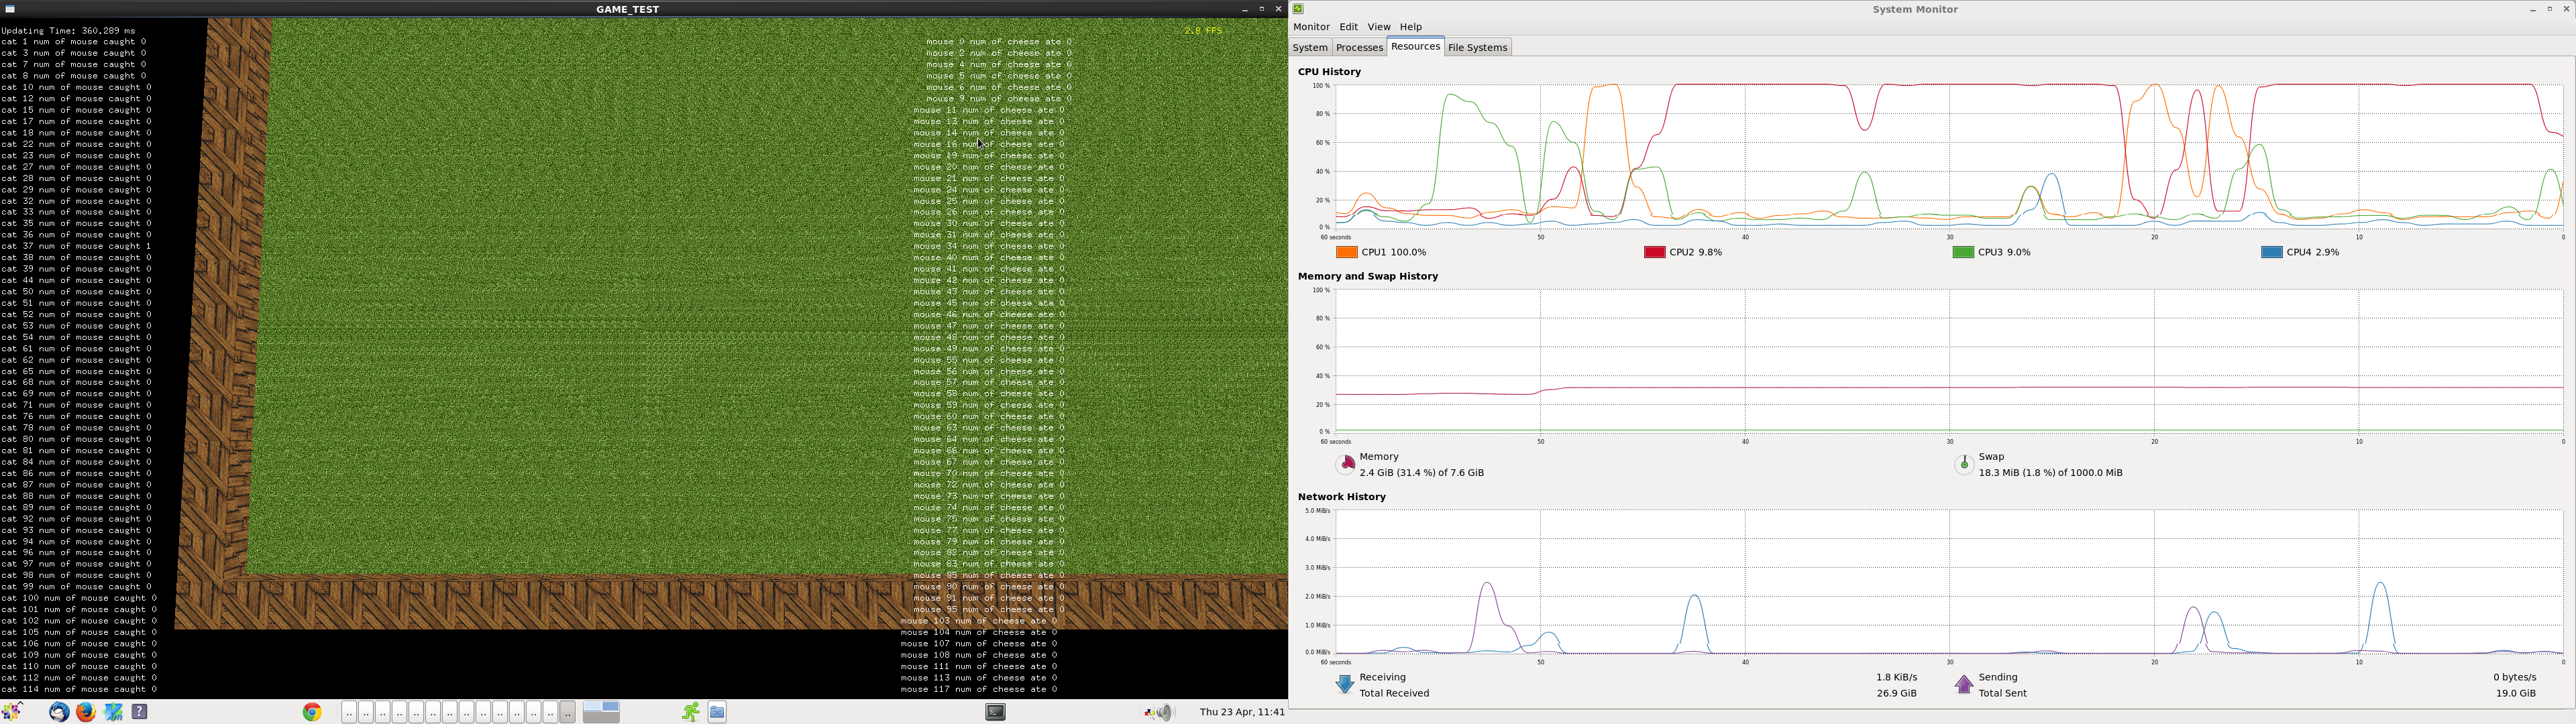 GAME_TEST
Updating Time: 360.289 ms
2.8 FPS
cat 1 num of mouse caught 0
cat 3 num of mouse caught 0
cat 7 num of mouse caught 0
cat 8 num of mouse caught 0
cat 10 num of mouse caught 0
cat 12 num of mouse caught 0
cat 15 num of mouse caught 0
cat 17 num of mouse caught 0
cat 18 num of mouse caught 0
cat 22 num of mouse caught 0
cat 23 num of mouse caught 0
cat 27 num of mouse caught 0
cat 28 num of mouse caught 0
cat 29 num of mouse caught 0
cat 32 num of mouse caught 0
cat 33 num of mouse caught 0
cat 35 num of mouse caught 0
cat 36 num of mouse caught 0
cat 37 num of mouse caught 1
cat 38 num of mouse caught 0
cat 39 num of mouse caught 0
cat 44 num of mouse caught 0
cat 50 num of mouse caught 0
cat 51 num of mouse caught 0
cat 52 num of mouse caught 0
cat 53 num of mouse caught 0
cat 54 num of mouse caught 0
cat 61 num of mouse caught 0
cat 62 num of mouse caught 0
cat 65 num of mouse caught 0
cat 68 num of mouse caught 0
cat 69 num of mouse caught 0
cat 71 num of mouse caught 0
cat 76 num of mouse caught 0
cat 78 num of mouse caught 0
cat 80 num of mouse caught 0
cat 81 num of mouse caught 0
cat 84 num of mouse caught 0
cat 86 num of mouse caught 0
cat 87 num of mouse caught 0
cat 88 num of mouse caught 0
cat 89 num of mouse caught 0
cat 92 num of mouse caught 0
cat 93 num of mouse caught 0
cat 94 num of mouse caught 0
cat 96 num of mouse caught 0
cat 97 num of mouse caught 0
cat 98 num of mouse caught 0
cat 99 num of mouse caught 0
cat 100 num of mouse caught 0
cat 101 num of mouse caught 0
cat 102 num of mouse caught 0
cat 105 num of mouse caught 0
cat 106 num of mouse caught 0
cat 109 num of mouse caught 0
cat 110 num of mouse caught 0
cat 112 num of mouse caught 0
cat 114 num of mouse caught 0
mouse 0 num of cheese ate 0
mouse 2 num of cheese ate 0
mouse 4 num of cheese ate 0
mouse 5 num of cheese ate 0
mouse 6 num of cheese ate 0
mouse 9 num of cheese ate 0
mouse 11 num of cheese ate 0
mouse 13 num of cheese ate 0
mouse 14 num of cheese ate 0
mouse 16 num of cheese ate 0
mouse 19 num of cheese ate 0
mouse 20 num of cheese ate 0
mouse 21 num of cheese ate 0
mouse 24 num of cheese ate 0
mouse 25 num of cheese ate 0
mouse 26 num of cheese ate 0
mouse 30 num of cheese ate 0
mouse 31 num of cheese ate 0
mouse 34 num of cheese ate 0
mouse 40 num of cheese ate 0
mouse 41 num of cheese ate 0
mouse 42 num of cheese ate 0
mouse 43 num of cheese ate 0
mouse 45 num of cheese ate 0
mouse 46 num of cheese ate 0
mouse 47 num of cheese ate 0
mouse 48 num of cheese ate 0
mouse 49 num of cheese ate 0
mouse 55 num of cheese ate 0
mouse 56 num of cheese ate 0
mouse 57 num of cheese ate 0
mouse 58 num of cheese ate 0
mouse 59 num of cheese ate 0
mouse 60 num of cheese ate 0
mouse 63 num of cheese ate 0
mouse 64 num of cheese ate 0
mouse 66 num of cheese ate 0
mouse 67 num of cheese ate 0
mouse 70 num of cheese ate 0
mouse 72 num of cheese ate 0
mouse 73 num of cheese ate 0
mouse 74 num of cheese ate 0
mouse 75 num of cheese ate 0
mouse 77 num of cheese ate 0
mouse 79 num of cheese ate 0
mouse 82 num of cheese ate 0
mouse 83 num of cheese ate 0
mouse 85 num of cheese ate 0
mouse 90 num of cheese ate 0
mouse 91 num of cheese ate 0
mouse 95 num of cheese ate 0
mouse 103 num of cheese ate 0
mouse 104 num of cheese ate 0
mouse 107 num of cheese ate 0
mouse 108 num of cheese ate 0
mouse 111 num of cheese ate 0
mouse 113 num of cheese ate 0
mouse 117 num of cheese ate 0
Thu 23 Apr, 11:41
System Monitor
Monitor Edit View Help
System Processes Resources File Systems
CPU History
100 %
80 %
60 %
40 %
20 %
0 %
60 seconds 50 40 30 20 10 0
CPU1 100.0% CPU2 9.8% CPU3 9.0% CPU4 2.9%
Memory and Swap History
100 %
80 %
60 %
40 %
20 %
0 %
60 seconds 50 40 30 20 10 0
Memory
2.4 GiB (31.4 %) of 7.6 GiB
Swap
18.3 MiB (1.8 %) of 1000.0 MiB
Network History
5.0 MiB/s
4.0 MiB/s
3.0 MiB/s
2.0 MiB/s
1.0 MiB/s
0.0 MiB/s
60 seconds 50 40 30 20 10 0
Receiving 1.8 KiB/s
Total Received 26.9 GiB
Sending 0 bytes/s
Total Sent 19.0 GiB